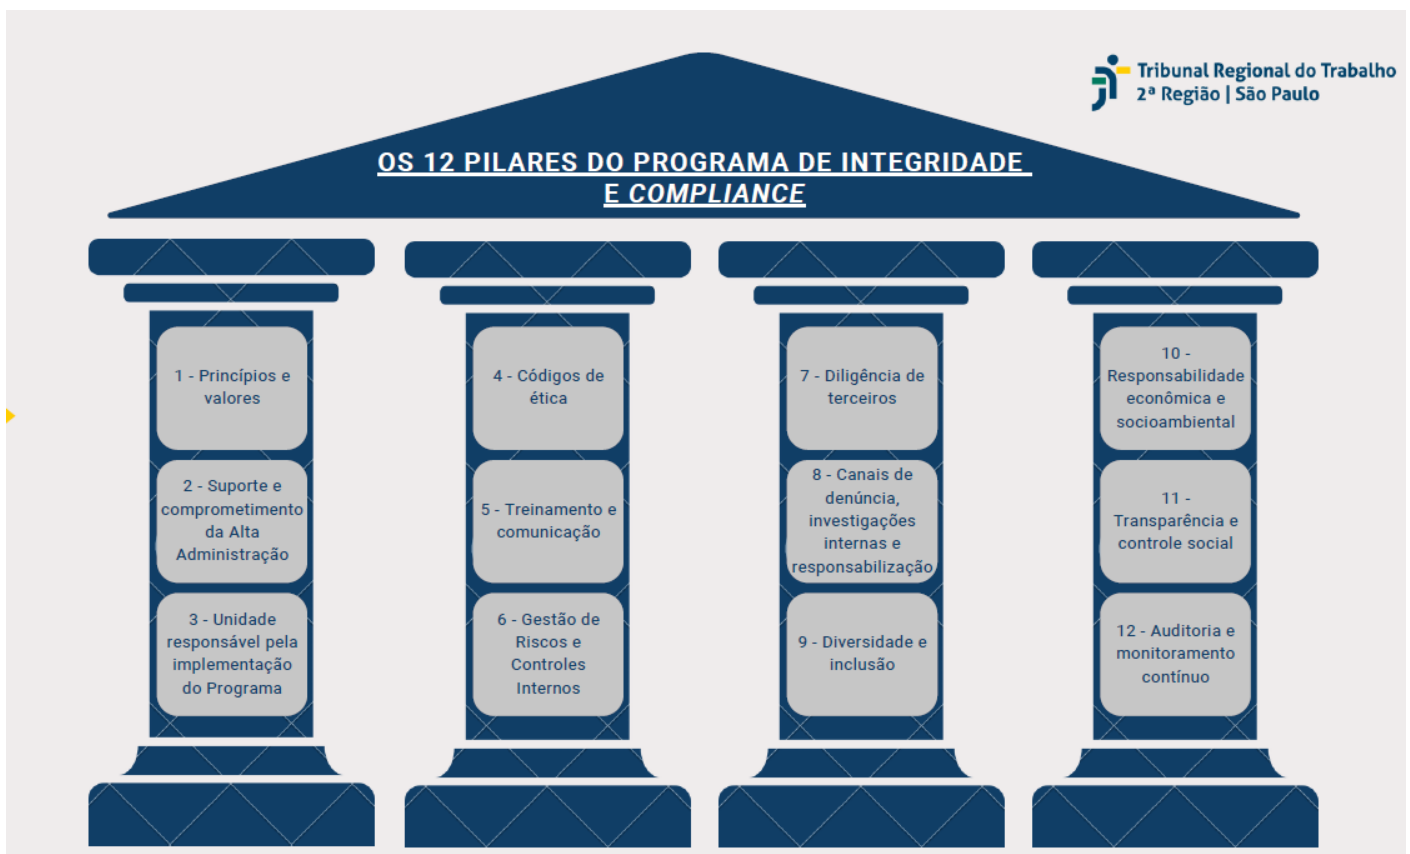 Tribunal Regional do Trabalho
2ª Região | São Paulo
OS 12 PILARES DO PROGRAMA DE INTEGRIDADE
E COMPLIANCE
1 - Princípios e
valores
2 - Suporte e
comprometimento
da Alta
Administração
3 - Unidade
responsável pela
implementação
do Programa
4 - Códigos de
ética
5 - Treinamento e
comunicação
6 - Gestão de
Riscos e
Controles
Internos
7 - Diligência de
terceiros
8 - Canais de
denúncia,
investigações
internas e
responsabilização
9 - Diversidade e
inclusão
10 -
Responsabilidade
econômica e
socioambiental
11 -
Transparência e
controle social
12 - Auditoria e
monitoramento
contínuo